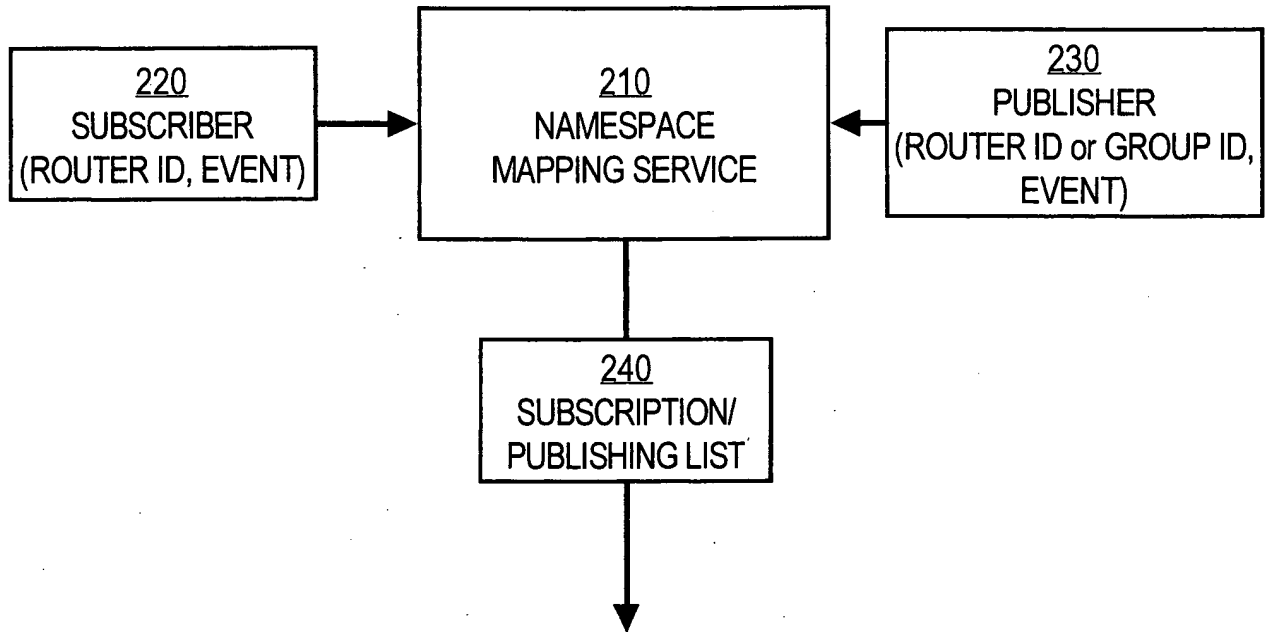 220
SUBSCRIBER
(ROUTER ID, EVENT)
210
NAMESPACE
MAPPING SERVICE
230
PUBLISHER
(ROUTER ID or GROUP ID,
EVENT)
240
SUBSCRIPTION/
PUBLISHING LIST